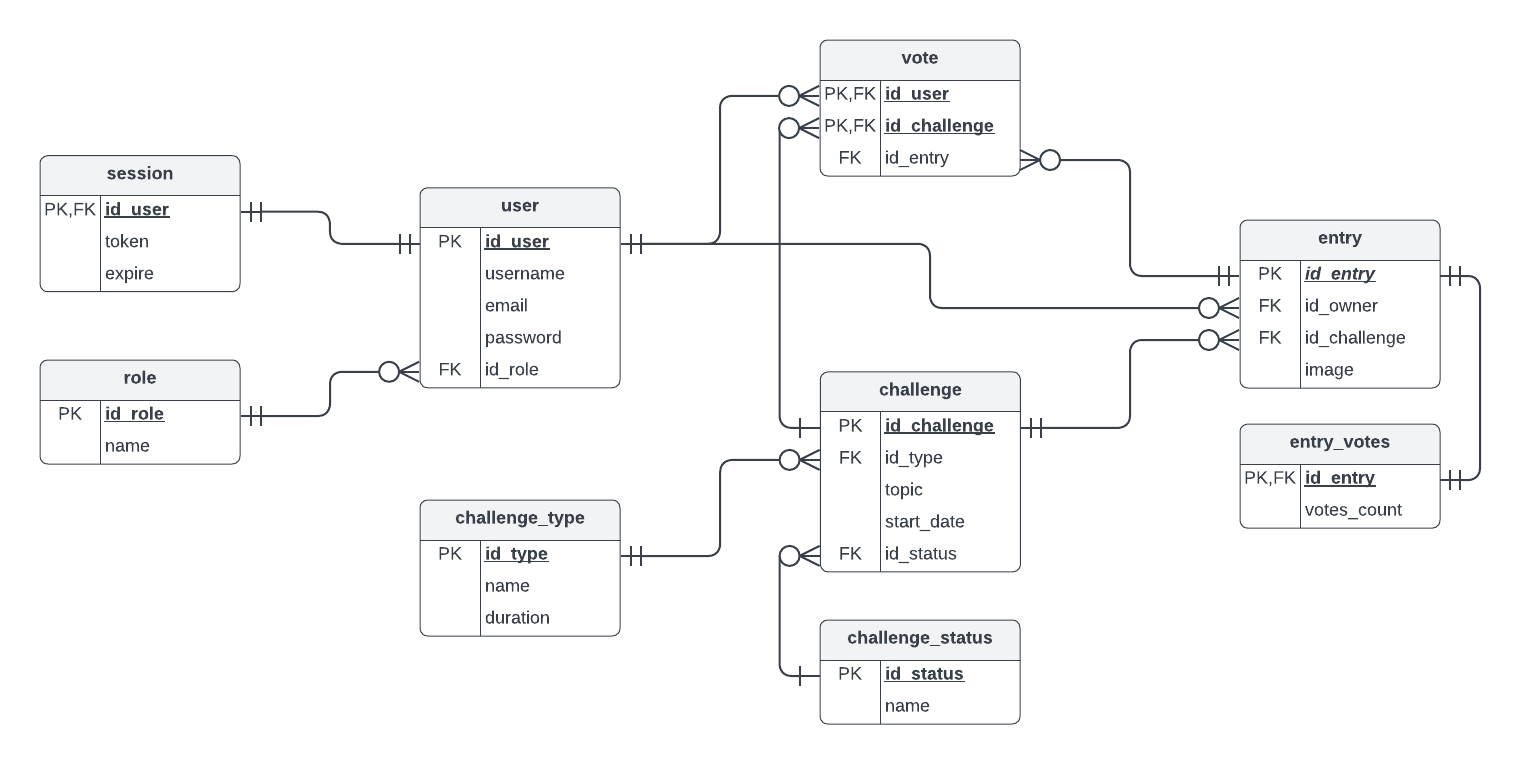 vote
PK,FK id_user
PK,FK id_challenge
FK id_entry
session
PK,FK id_user
token
expire
user
PK id_user
username
email
password
FK id_role
entry
PK id_entry
FK id_owner
FK id_challenge
image
role
PK id_role
name
challenge
PK id_challenge
FK id_type
topic
start_date
FK id_status
entry_votes
PK,FK id_entry
votes_count
challenge_type
PK id_type
name
duration
challenge_status
PK id_status
name